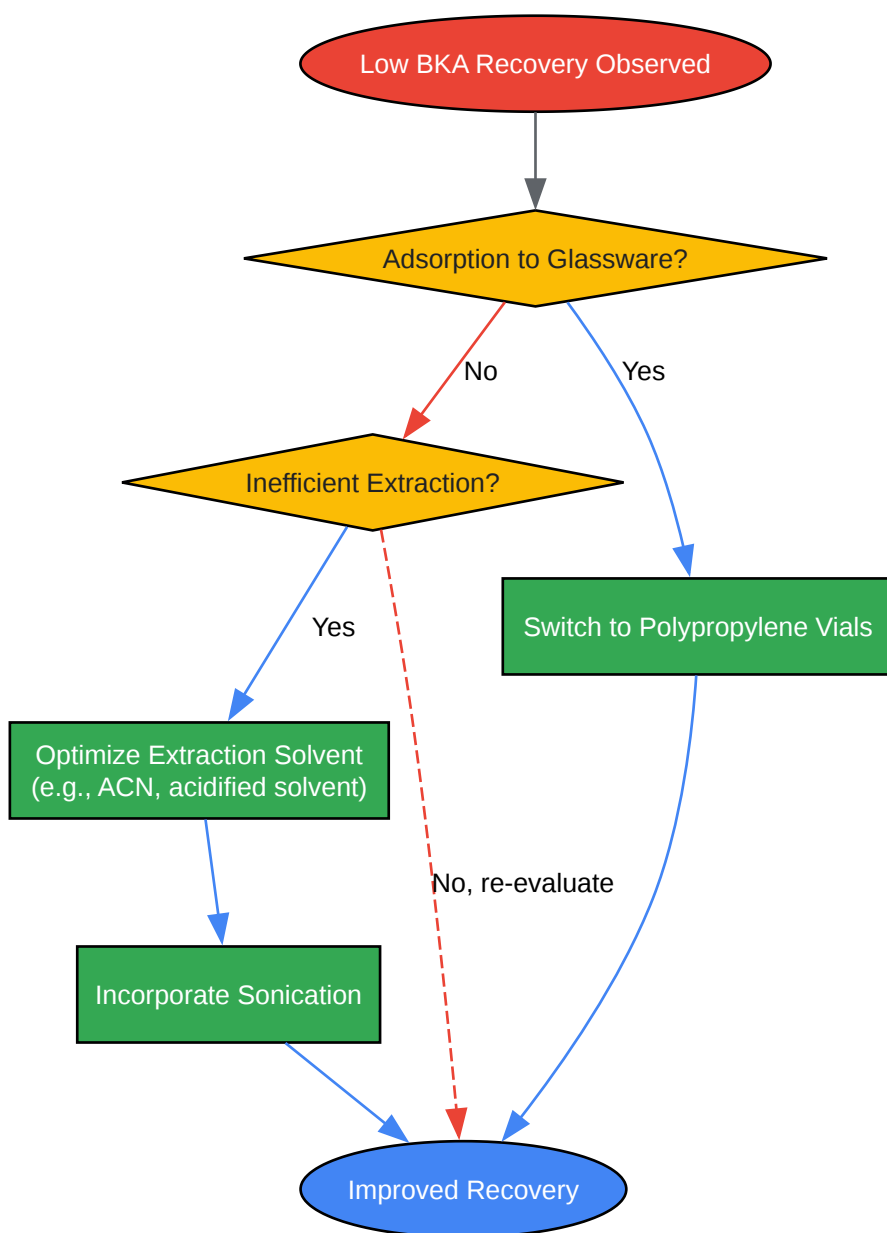 Low BKA Recovery Observed
Adsorption to Glassware?
No
Yes
Inefficient Extraction?
Yes
Switch to Polypropylene Vials
Optimize Extraction Solvent
(e.g., ACN, acidified solvent)
No, re-evaluate
Incorporate Sonication
Improved Recovery